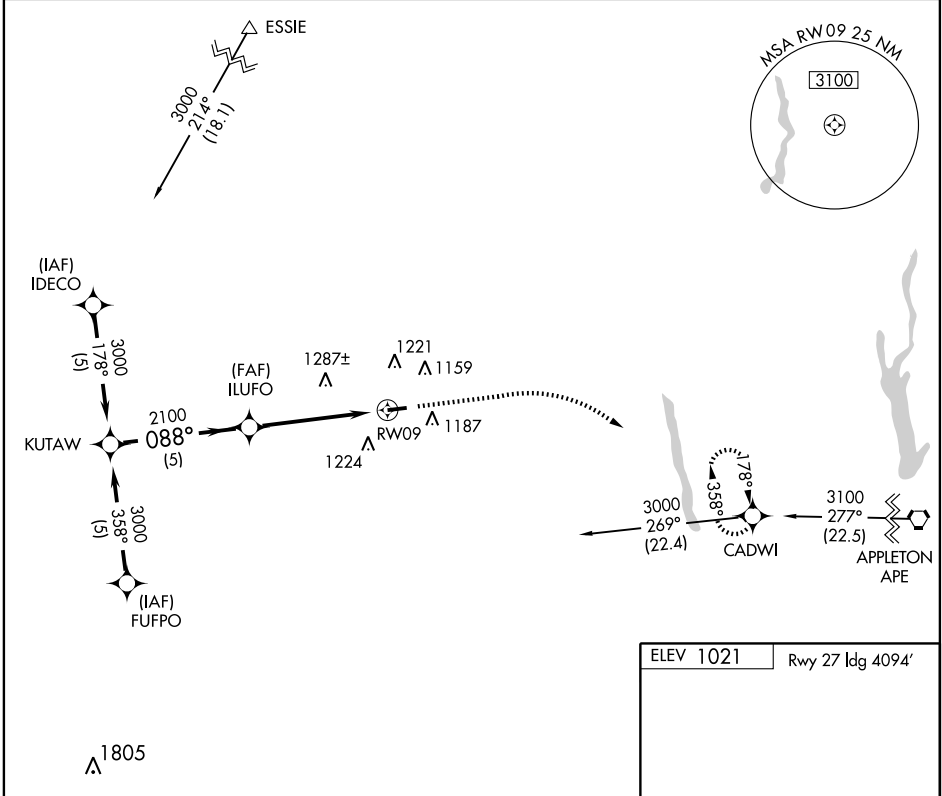 ESSIE
3000
214°
(18.1)
MSA RW09 25 NM
3100
(IAF)
IDECO
3000
178°
(5)
(FAF)
ILUFO
1287±
1221
1159
KUTAW
2100
088°
(5)
RW09
1187
1224
3000
358°
(5)
(IAF)
FUFPO
358°
178°
3000
269°
(22.4)
CADWI
3100
277°
(22.5)
APPLETON
APE
ELEV 1021
Rwy 27 ldg 4094'
1805